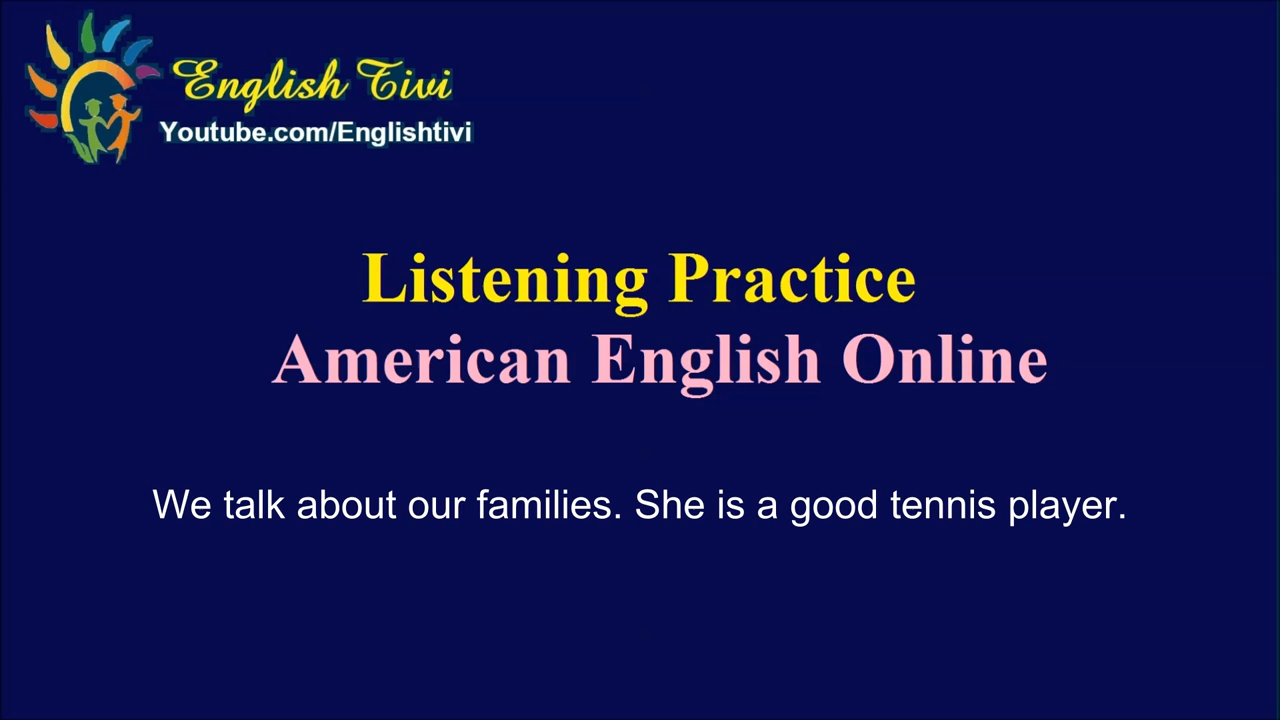 English Tivi
Youtube.com/Englishtivi
Listening Practice
American English Online
We talk about our families. She is a good tennis player.